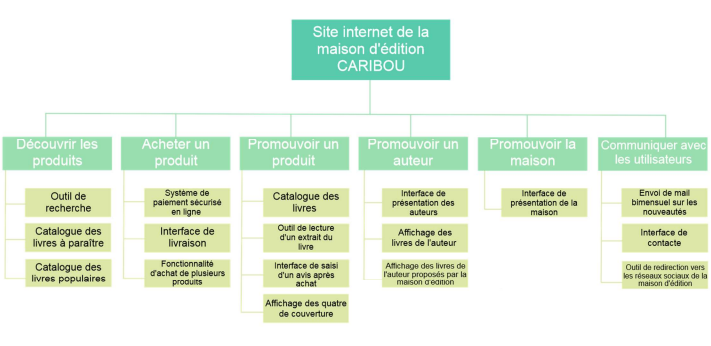 Site internet de la
maison d'édition
CARIBOU
Découvrir les
produits
Outil de
recherche
Catalogue des
livres à paraître
Catalogue des
livres populaires
Acheter un
produit
Système de
paiement sécurisé
en ligne
Interface de
livraison
Fonctionnalité
d'achat de plusieurs
produits
Promouvoir un
produit
Catalogue des
livres
Outil de lecture
d'un extrait du
livre
Interface de saisi
d'un avis après
achat
Affichage des quatre
de couverture
Promouvoir un
auteur
Interface de
présentation des
auteurs
Affichage des
livres de l'auteur
Affichage des livres de
l'auteur proposés par la
maison d'édition
Promouvoir la
maison
Interface de
présentation de la
maison
Communiquer avec
les utilisateurs
Envoi de mail
bimensuel sur les
nouveautés
Interface de
contacte
Outil de redirection vers
les réseaux sociaux de la
maison d'édition